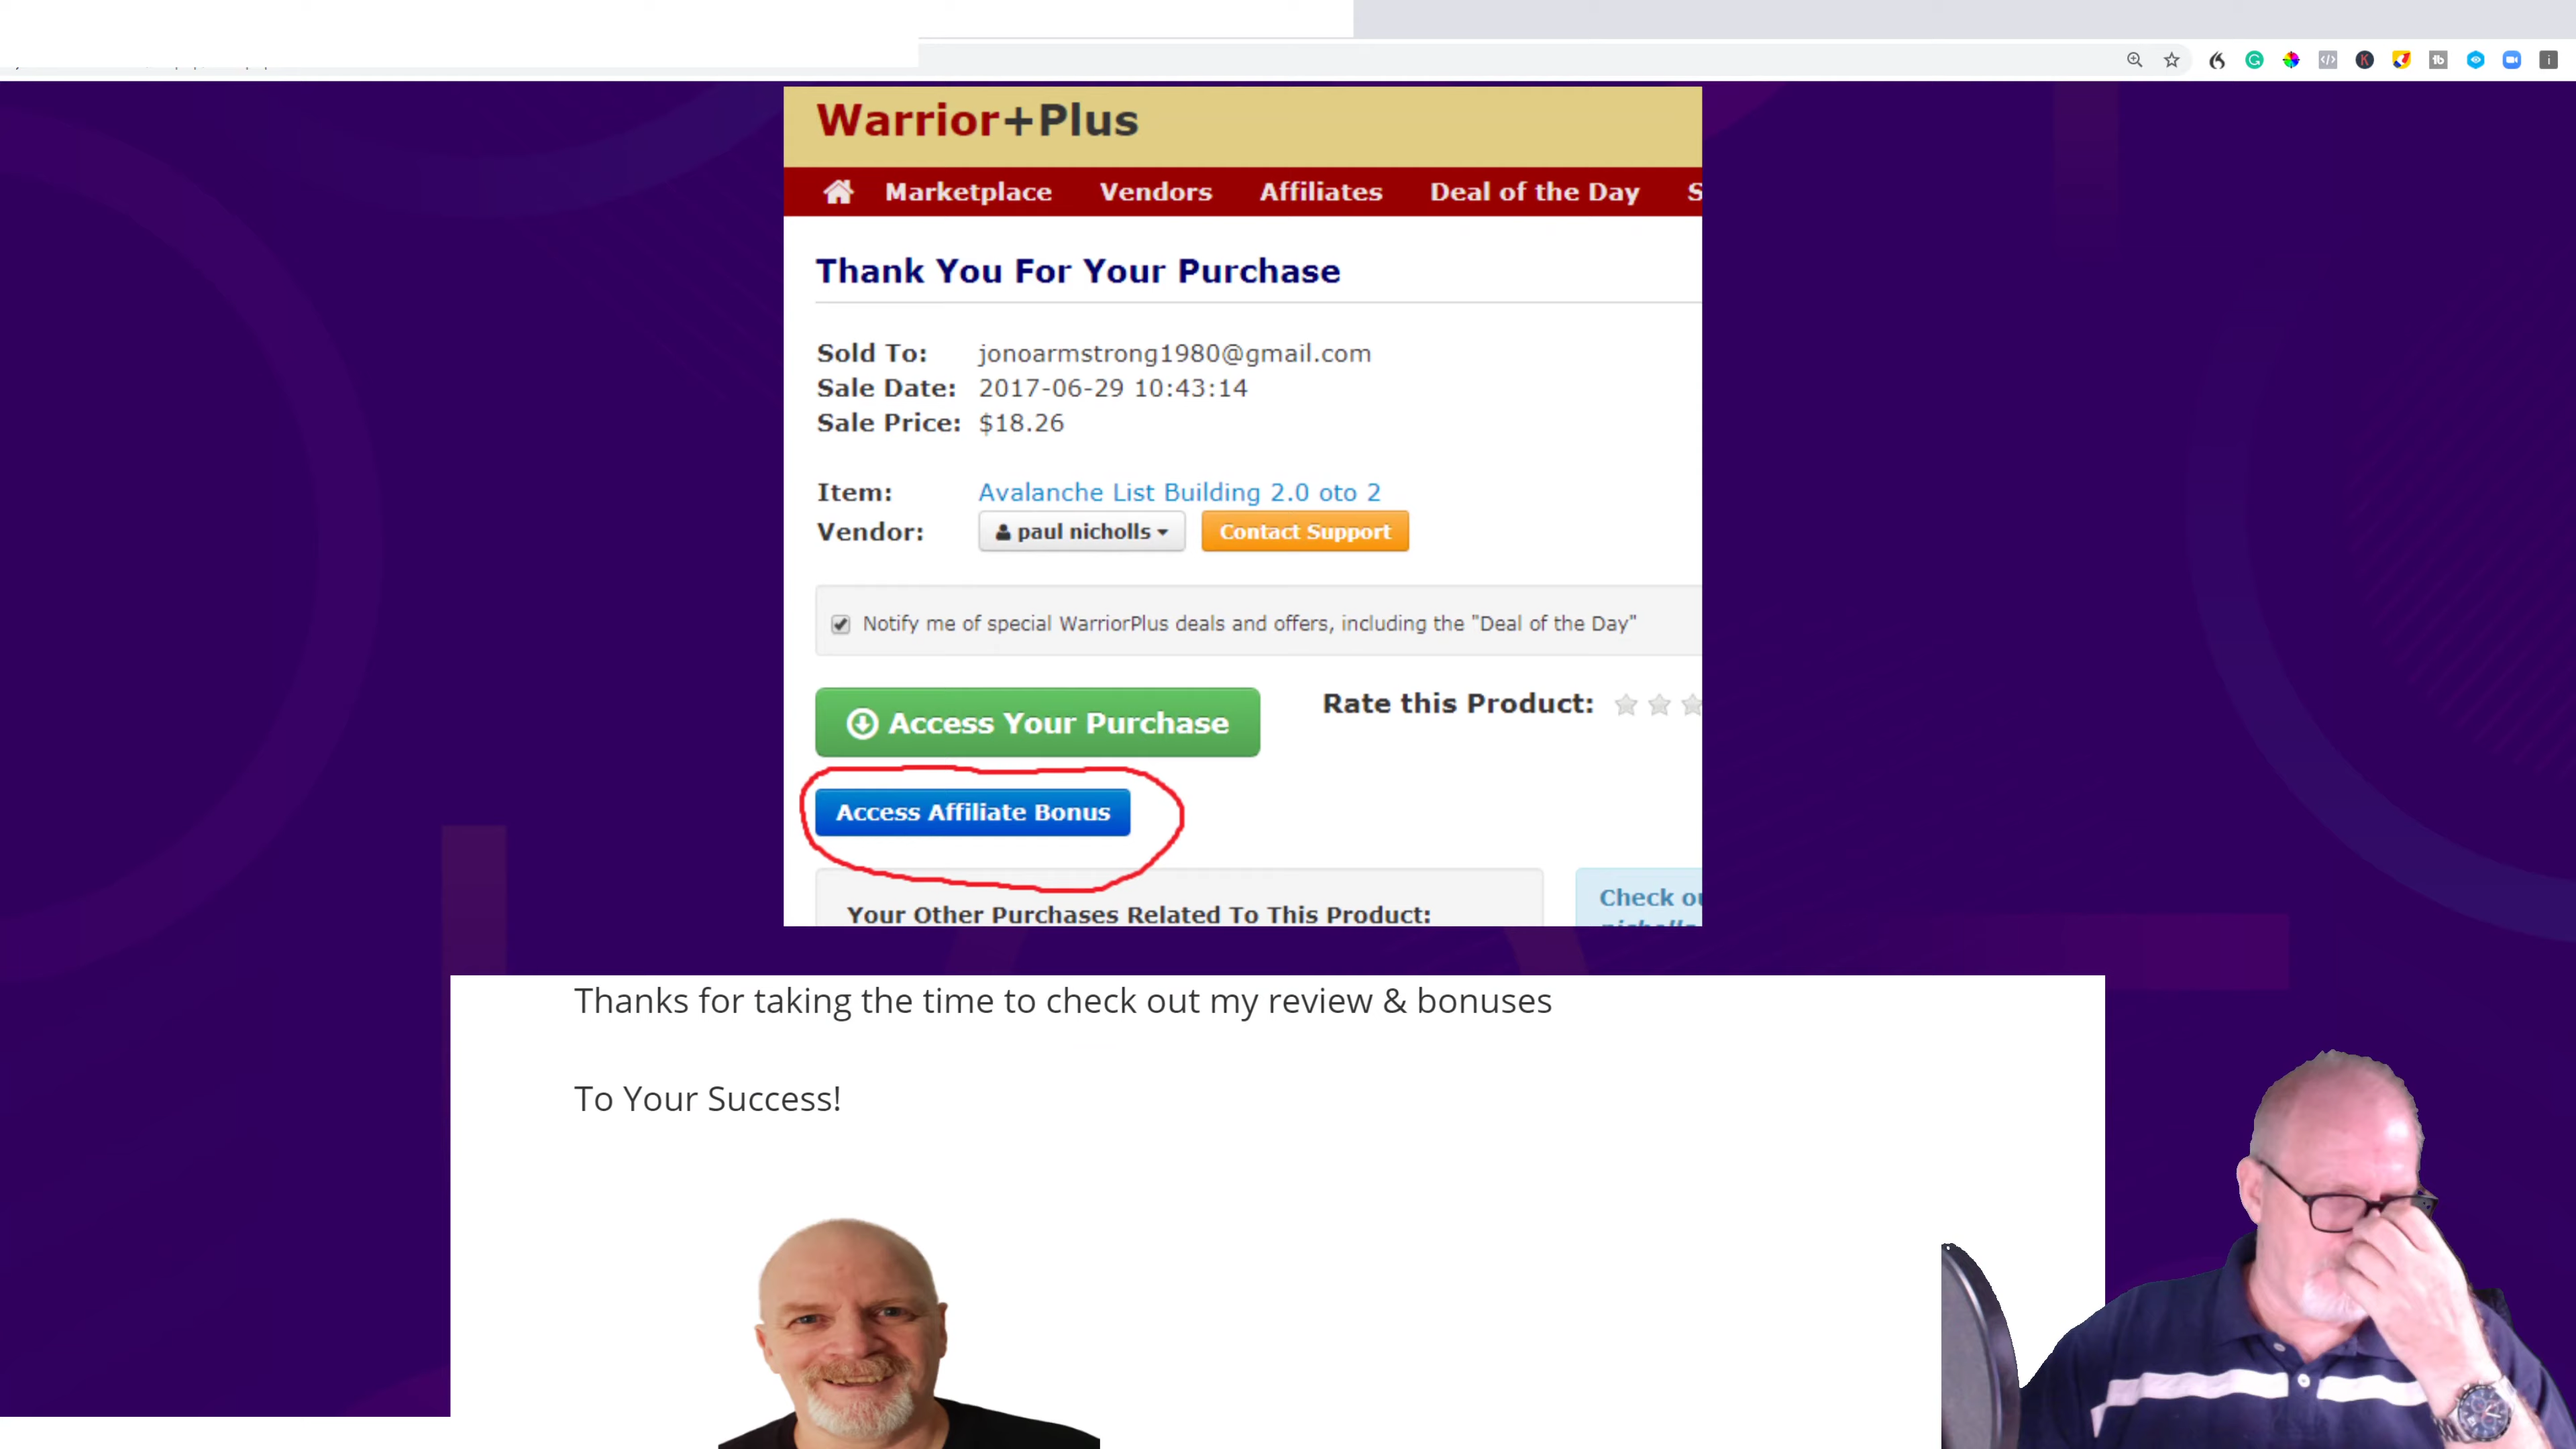 Warrior+Plus
Marketplace Vendors Affiliates Deal of the Day S
Thank You For Your Purchase
Sold To: jonoarmstrong1980@gmail.com
Sale Date: 2017-06-29 10:43:14
Sale Price: $18.26
Item: Avalanche List Building 2.0 oto 2
Vendor: paul nicholls Contact Support
Notify me of special WarriorPlus deals and offers, including the "Deal of the Day"
Access Your Purchase
Rate this Product:
Access Affiliate Bonus
Check ou
Your Other Purchases Related To This Product:
Thanks for taking the time to check out my review & bonuses
To Your Success!